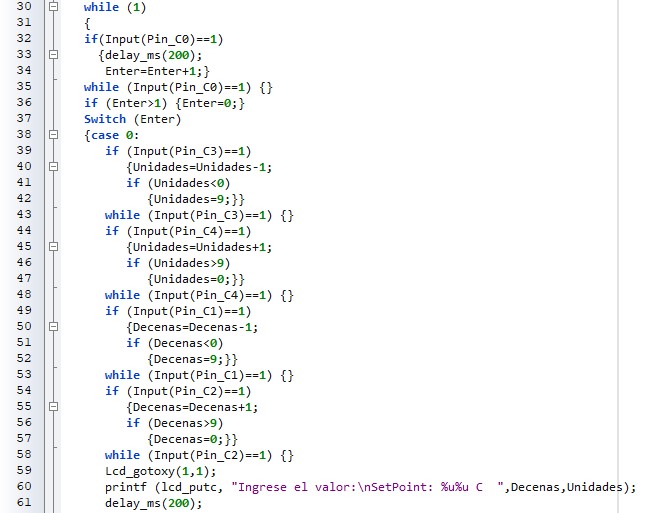 30 while (1)
31 {
32 if(Input(Pin_C0)==1)
33 {delay_ms(200);
34 Enter=Enter+1;}
35 while (Input(Pin_C0)==1) {}
36 if (Enter>1) {Enter=0;}
37 Switch (Enter)
38 {case 0:
39 if (Input(Pin_C3)==1)
40 {Unidades=Unidades-1;
41 if (Unidades<0)
42 {Unidades=9;}}
43 while (Input(Pin_C3)==1) {}
44 if (Input(Pin_C4)==1)
45 {Unidades=Unidades+1;
46 if (Unidades>9)
47 {Unidades=0;}}
48 while (Input(Pin_C4)==1) {}
49 if (Input(Pin_C1)==1)
50 {Decenas=Decenas-1;
51 if (Decenas<0)
52 {Decenas=9;}}
53 while (Input(Pin_C1)==1) {}
54 if (Input(Pin_C2)==1)
55 {Decenas=Decenas+1;
56 if (Decenas>9)
57 {Decenas=0;}}
58 while (Input(Pin_C2)==1) {}
59 Lcd_gotoxy(1,1);
60 printf (lcd_putc, "Ingrese el valor:\nSetPoint: %u%u C  ",Decenas,Unidades);
61 delay_ms(200);